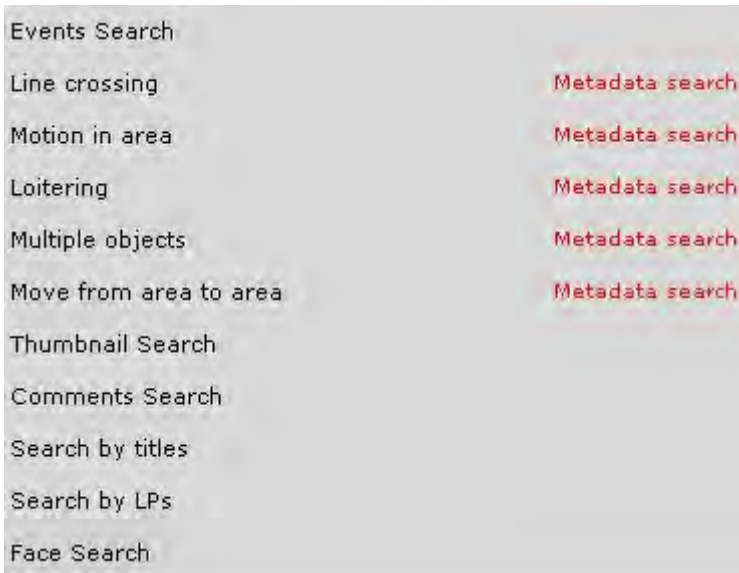 Events Search
Line crossing Metadata search
Motion in area Metadata search
Loitering Metadata search
Multiple objects Metadata search
Move from area to area Metadata search
Thumbnail Search
Comments Search
Search by titles
Search by LPs
Face Search